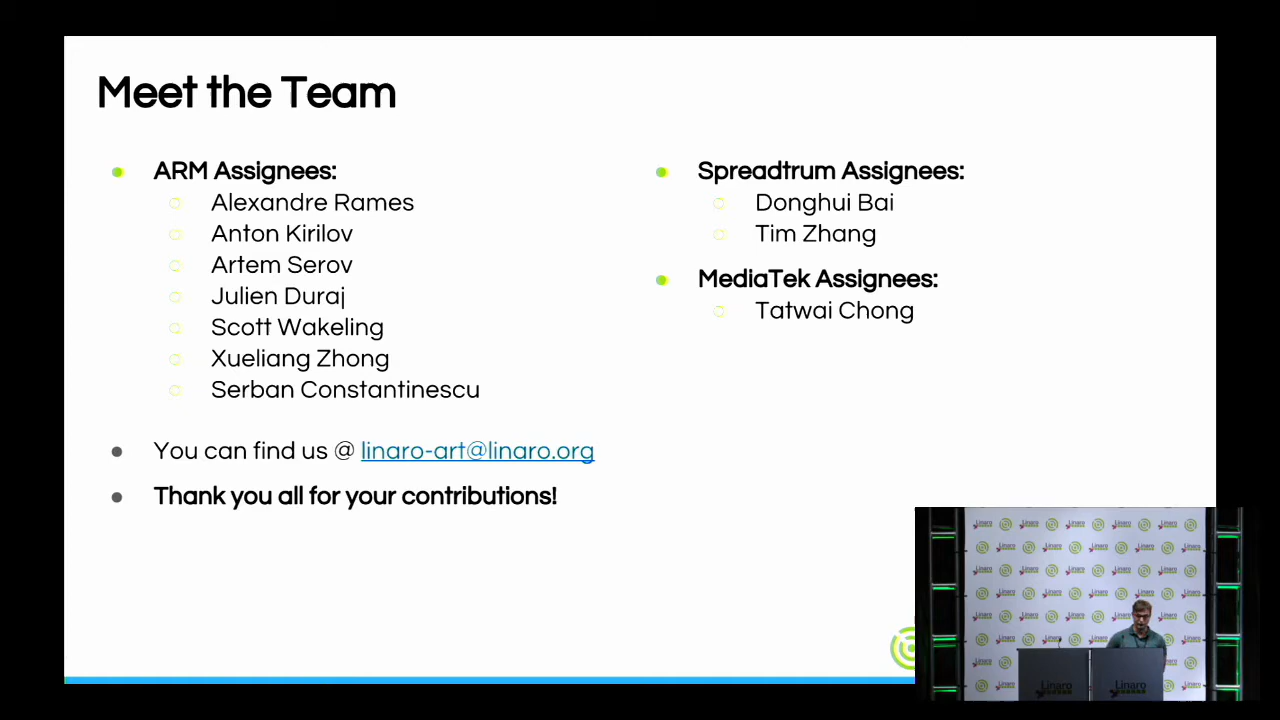 Meet the Team
ARM Assignees:
Alexandre Rames
Anton Kirilov
Artem Serov
Julien Duraj
Scott Wakeling
Xueliang Zhong
Serban Constantinescu
Spreadtrum Assignees:
Donghui Bai
Tim Zhang
MediaTek Assignees:
Tatwai Chong
You can find us @ linaro-art@linaro.org
Thank you all for your contributions!
Linaro
Linaro